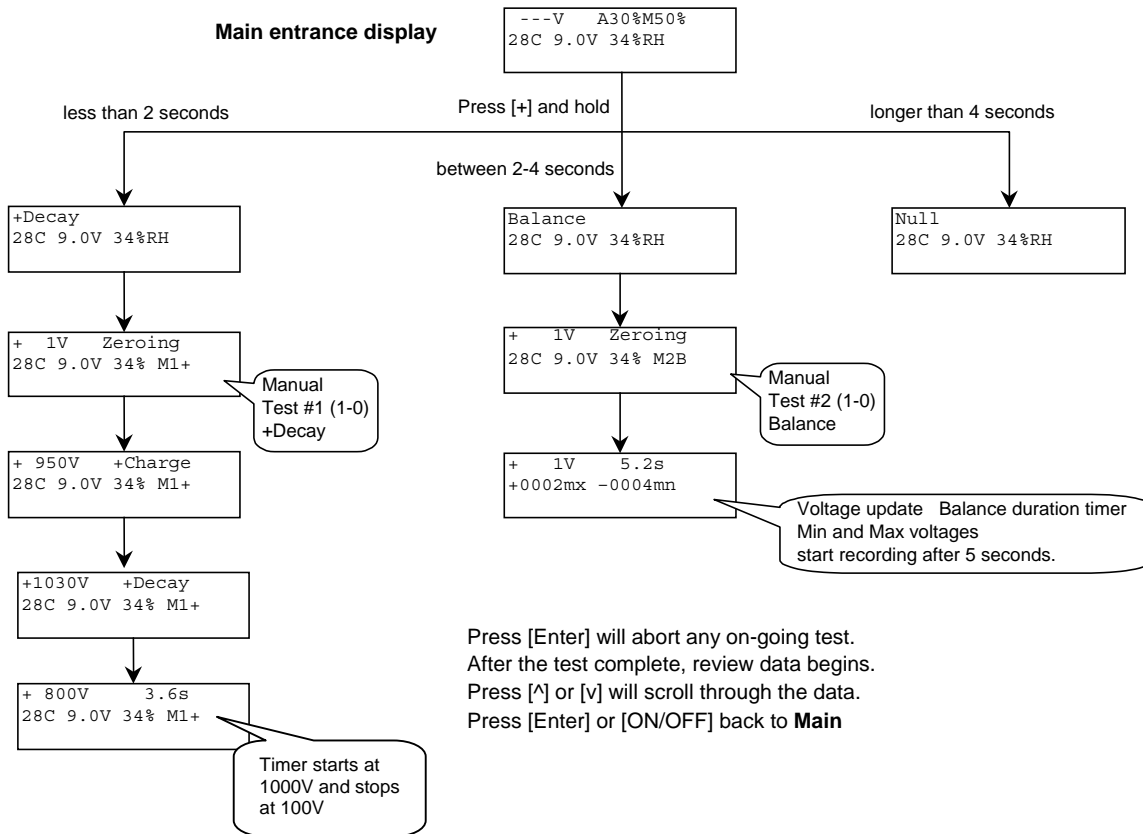 Main entrance display
---V A30%M50%
28C 9.0V 34%RH
Press [+] and hold
less than 2 seconds
between 2-4 seconds
longer than 4 seconds
+Decay
28C 9.0V 34%RH
Balance
28C 9.0V 34%RH
Null
28C 9.0V 34%RH
+ 1V Zeroing
28C 9.0V 34% M1+
Manual
Test #1 (1-0)
+Decay
+ 1V Zeroing
28C 9.0V 34% M2B
Manual
Test #2 (1-0)
Balance
+ 950V +Charge
28C 9.0V 34% M1+
+ 1V 5.2s
+0002mx −0004mn
Voltage update Balance duration timer
Min and Max voltages
start recording after 5 seconds.
+1030V +Decay
28C 9.0V 34% M1+
+ 800V 3.6s
28C 9.0V 34% M1+
Timer starts at
1000V and stops
at 100V
Press [Enter] will abort any on-going test.
After the test complete, review data begins.
Press [^] or [v] will scroll through the data.
Press [Enter] or [ON/OFF] back to Main